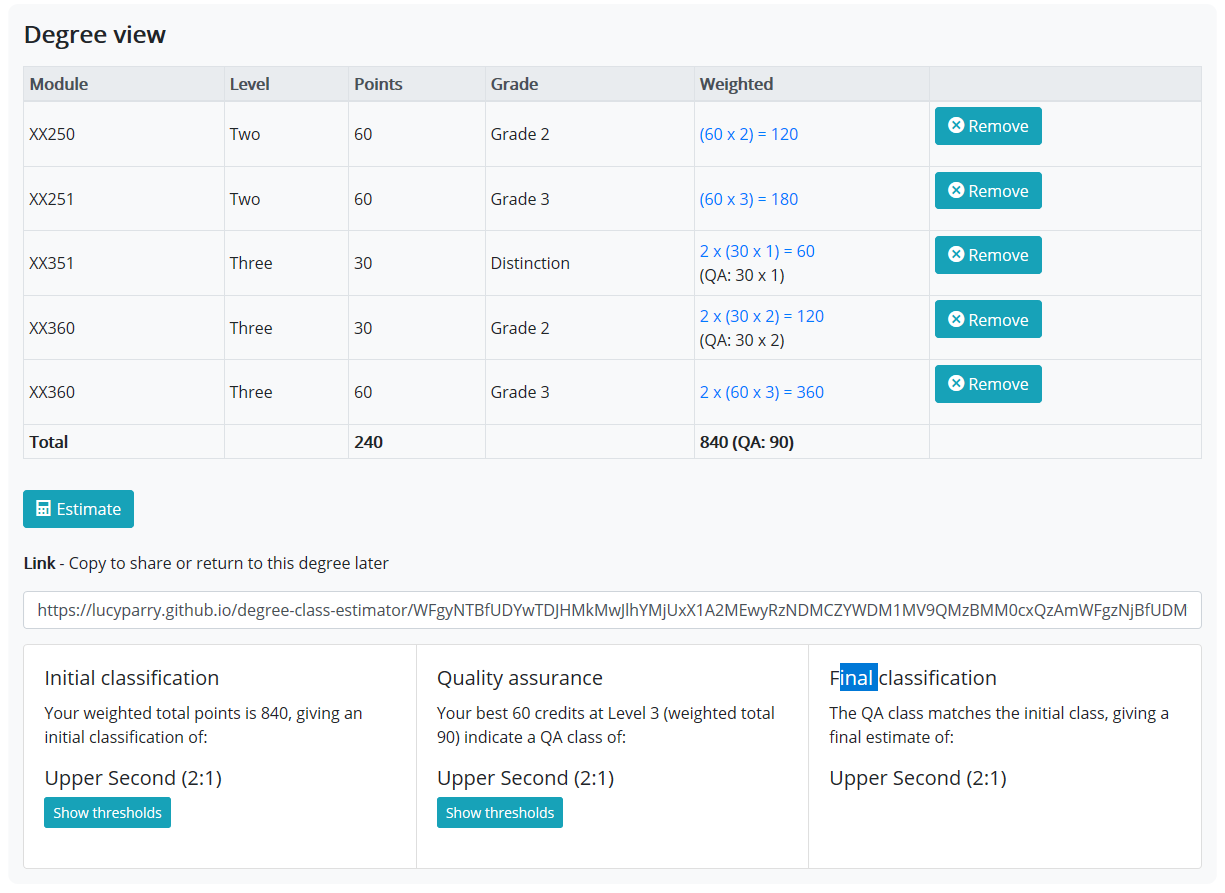 Degree view
Module Level Points Grade Weighted
XX250 Two 60 Grade 2 (60 x 2) = 120 Remove
XX251 Two 60 Grade 3 (60 x 3) = 180 Remove
XX351 Three 30 Distinction 2 x (30 x 1) = 60 (QA: 30 x 1) Remove
XX360 Three 30 Grade 2 2 x (30 x 2) = 120 (QA: 30 x 2) Remove
XX360 Three 60 Grade 3 2 x (60 x 3) = 360 Remove
Total 240 840 (QA: 90)
Estimate
Link - Copy to share or return to this degree later
https://lucyparry.github.io/degree-class-estimator/WFgyNTBfUDYwTDJHMkMwJlhYMjUxX1A2MEwyRzNDMCZYWDM1MV9QMzBMM0cxQzAmWFgzNjBfUDM
Initial classification
Your weighted total points is 840, giving an
initial classification of:
Upper Second (2:1)
Show thresholds
Quality assurance
Your best 60 credits at Level 3 (weighted total
90) indicate a QA class of:
Upper Second (2:1)
Show thresholds
Final classification
The QA class matches the initial class, giving a
final estimate of:
Upper Second (2:1)